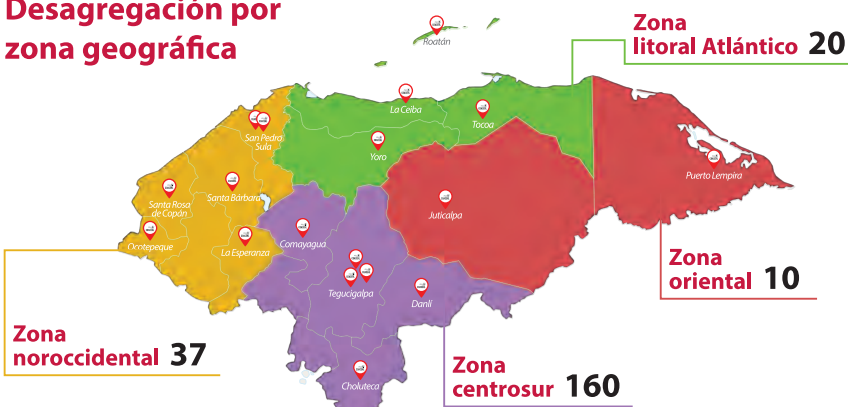 Desagregación por
zona geográfica
Roatán
Zona
litoral Atlántico 20
La Ceiba
Tocoa
San Pedro
Sula
Yoro
Puerto Lempira
Santa Rosa
de Copán
Santa Bárbara
Juticalpa
Ocotepeque
La Esperanza
Comayagua
Tegucigalpa
Danlí
Zona
oriental 10
Zona
noroccidental 37
Choluteca
Zona
centrosur 160